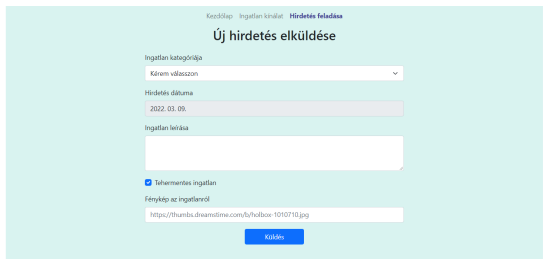 Kezdőlap Ingatlan kínálat Hirdetés feladása
Új hirdetés elküldése
Ingatlan kategóriája
Kérem válasszon
Hirdetés dátuma
2022. 03. 09.
Ingatlan leírása
Tehermentes ingatlan
Fénykép az ingatlanról
https://thumbs.dreamstime.com/b/holbox-1010710.jpg
Küldés